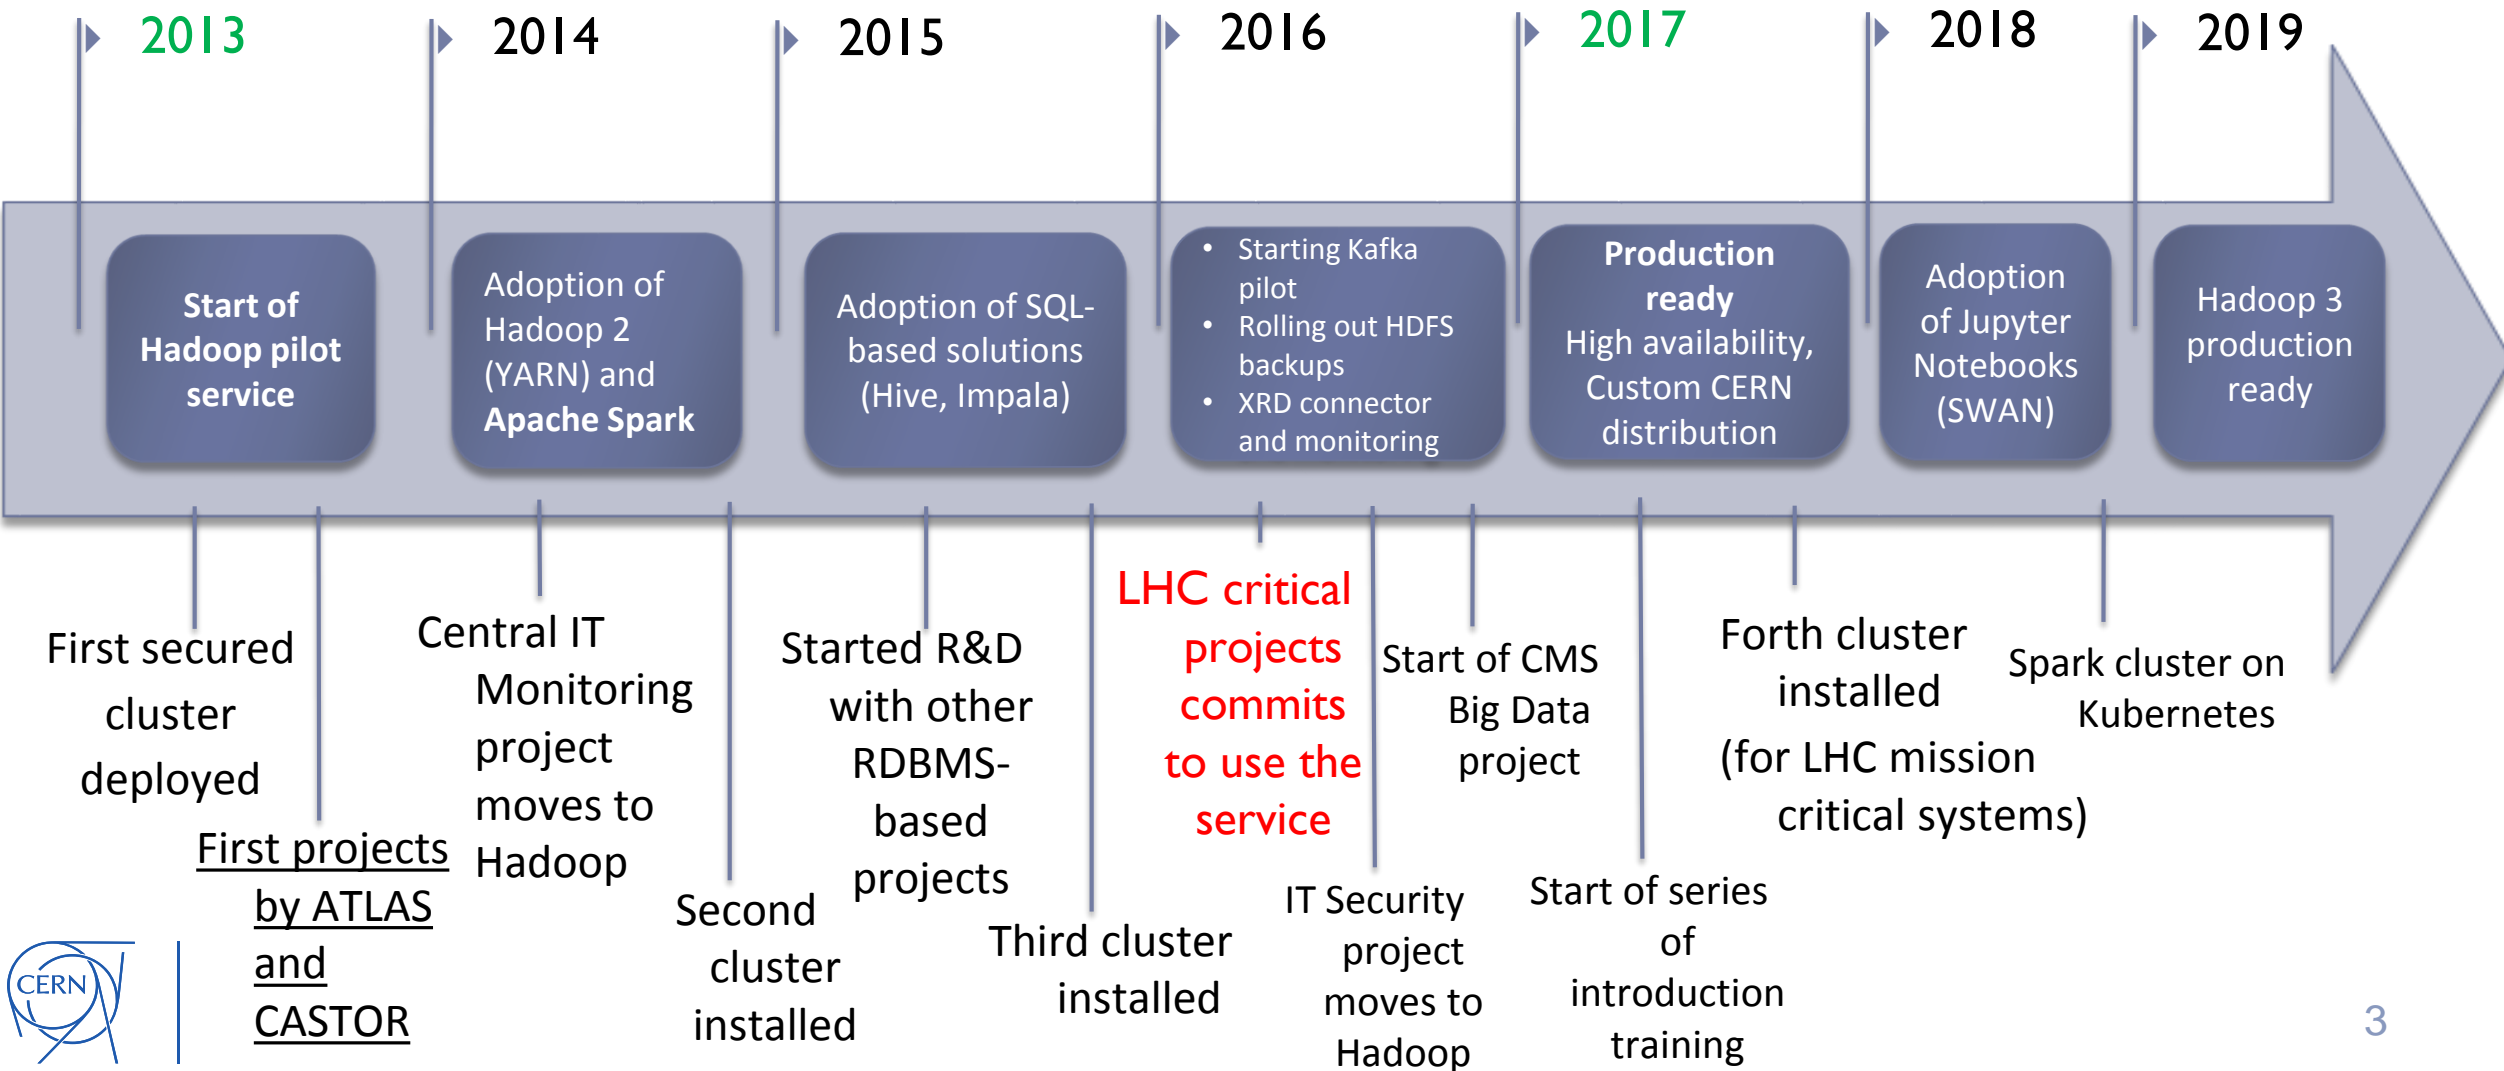 2013
2014
2015
2016
2017
2018
2019
Start of
Hadoop pilot
service
Adoption of
Hadoop 2
(YARN) and
Apache Spark
Adoption of SQL-
based solutions
(Hive, Impala)
• Starting Kafka
pilot
• Rolling out HDFS
backups
• XRD connector
and monitoring
Production
ready
High availability,
Custom CERN
distribution
Adoption
of Jupyter
Notebooks
(SWAN)
Hadoop 3
production
ready
First secured
cluster
deployed
First projects
by ATLAS
and
CASTOR
Central IT
Monitoring
project
moves to
Hadoop
Second
cluster
installed
Started R&D
with other
RDBMS-
based
projects
Third cluster
installed
LHC critical
projects
commits
to use the
service
IT Security
project
moves to
Hadoop
Start of CMS
Big Data
project
Start of series
of
introduction
training
Forth cluster
installed
(for LHC mission
critical systems)
Spark cluster on
Kubernetes
CERN
3